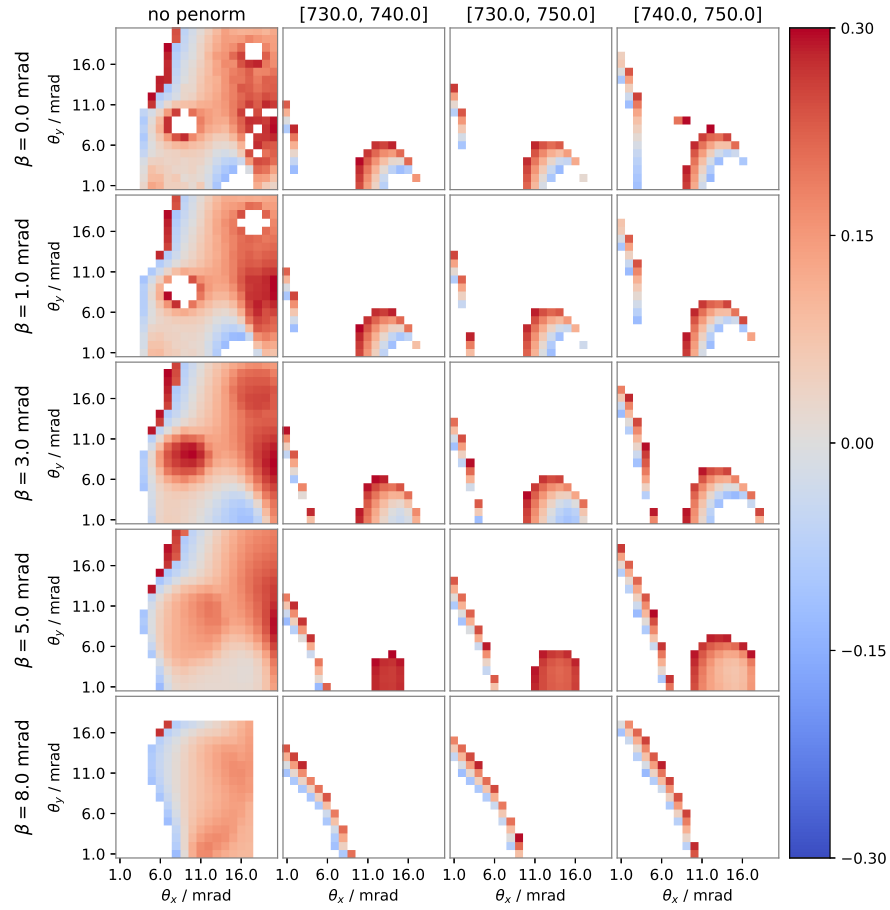 no penorm [730.0, 740.0] [730.0, 750.0] [740.0, 750.0]
β = 0.0 mrad
θy / mrad
16.0
11.0
6.0
1.0
β = 1.0 mrad
θy / mrad
16.0
11.0
6.0
1.0
β = 3.0 mrad
θy / mrad
16.0
11.0
6.0
1.0
β = 5.0 mrad
θy / mrad
16.0
11.0
6.0
1.0
β = 8.0 mrad
θy / mrad
16.0
11.0
6.0
1.0
1.0 6.0 11.0 16.0 1.0 6.0 11.0 16.0 1.0 6.0 11.0 16.0 1.0 6.0 11.0 16.0
θx / mrad θx / mrad θx / mrad θx / mrad
0.30
0.15
0.00
−0.15
−0.30